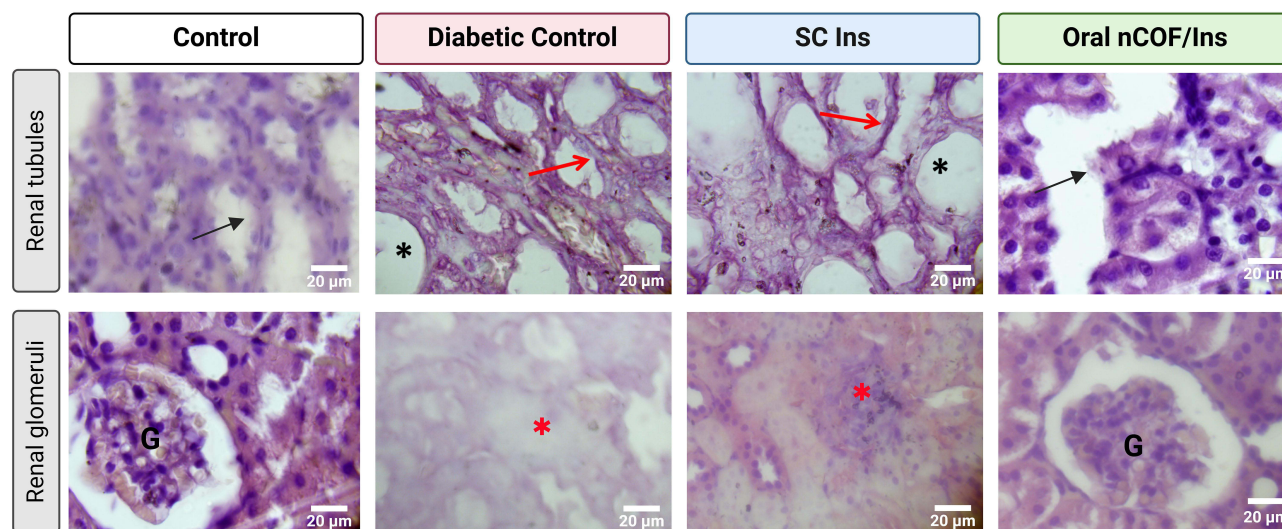 Control
Diabetic Control
SC Ins
Oral nCOF/Ins
Renal tubules
*
*
20 µm
20 µm
20 µm
20 µm
Renal glomeruli
G
*
*
G
20 µm
20 µm
20 µm
20 µm